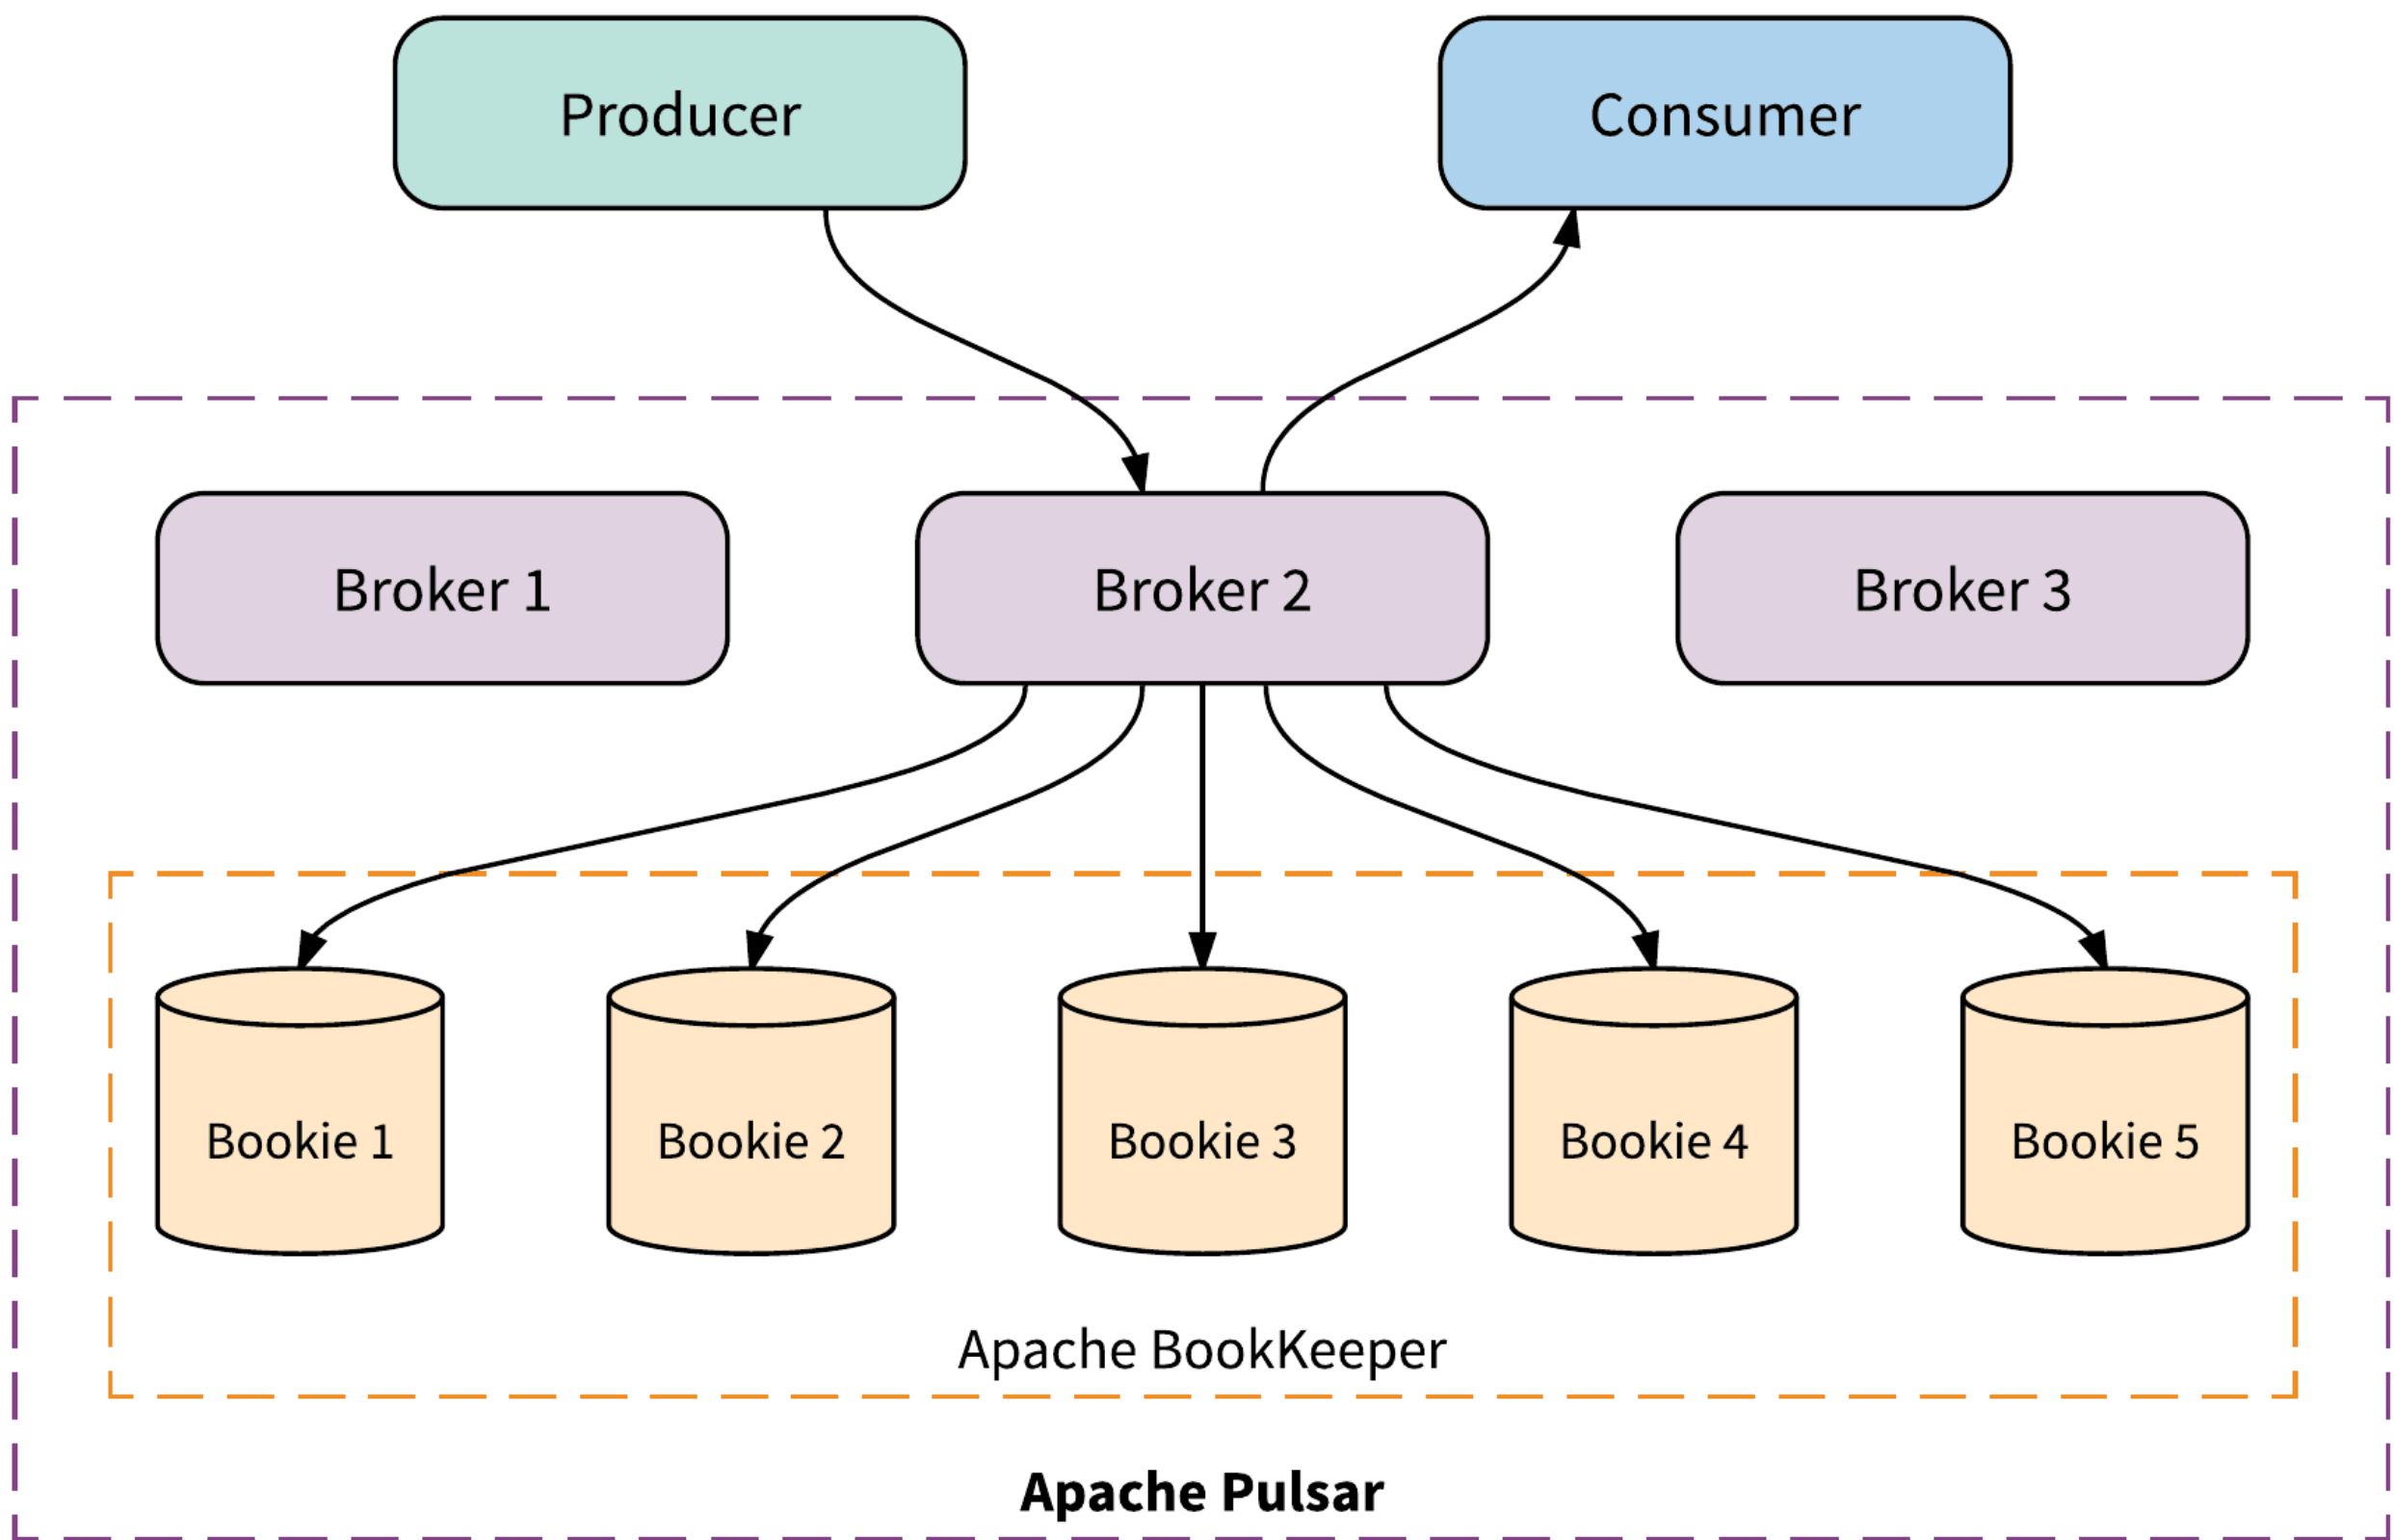 Producer
Consumer
Broker 1
Broker 2
Broker 3
Bookie 1
Bookie 2
Bookie 3
Bookie 4
Bookie 5
Apache BookKeeper
Apache Pulsar